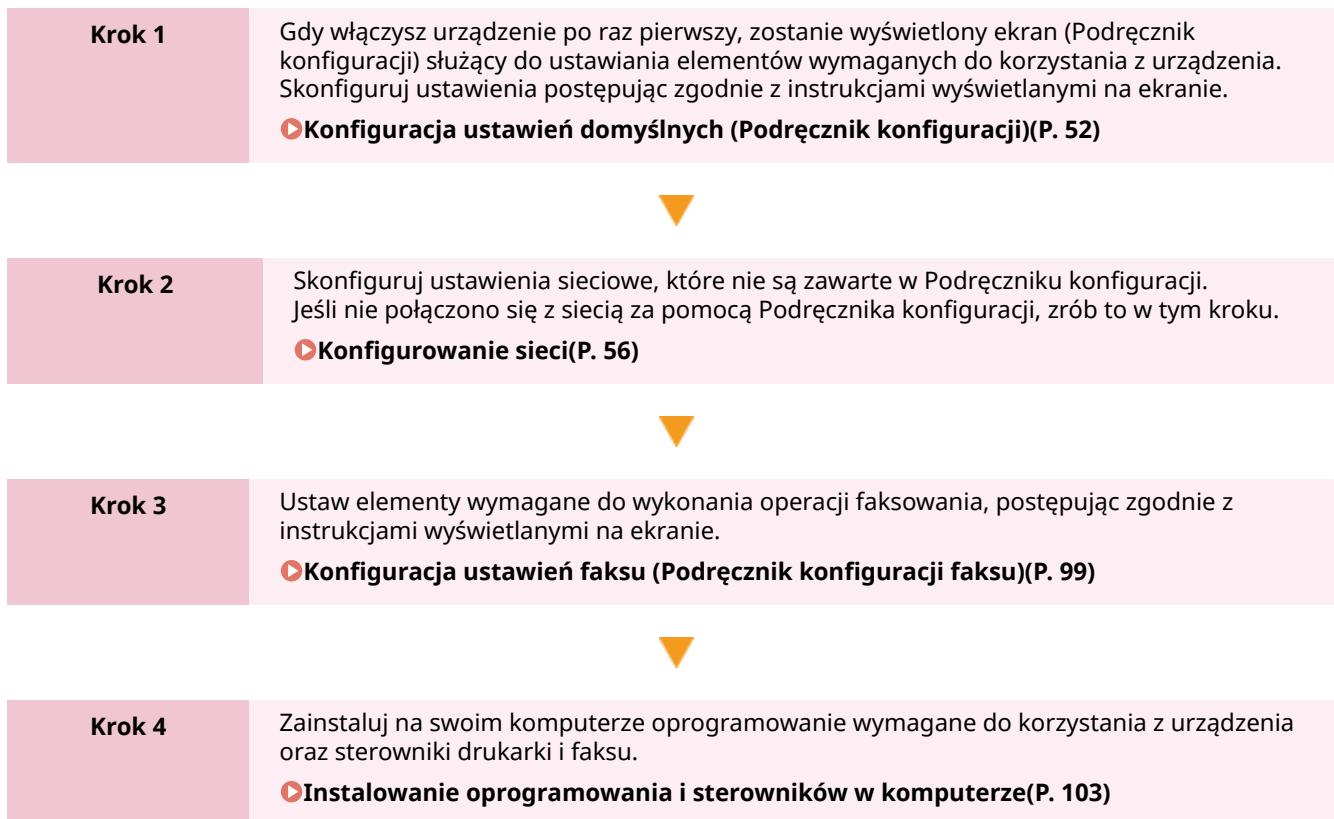 Krok 1
Gdy włączysz urządzenie po raz pierwszy, zostanie wyświetlony ekran (Podręcznik
konfiguracji) służący do ustawiania elementów wymaganych do korzystania z urządzenia.
Skonfiguruj ustawienia postępując zgodnie z instrukcjami wyświetlanymi na ekranie.
Konfiguracja ustawień domyślnych (Podręcznik konfiguracji)(P. 52)
Krok 2
Skonfiguruj ustawienia sieciowe, które nie są zawarte w Podręczniku konfiguracji.
Jeśli nie połączono się z siecią za pomocą Podręcznika konfiguracji, zrób to w tym kroku.
Konfigurowanie sieci(P. 56)
Krok 3
Ustaw elementy wymagane do wykonania operacji faksowania, postępując zgodnie z
instrukcjami wyświetlanymi na ekranie.
Konfiguracja ustawień faksu (Podręcznik konfiguracji faksu)(P. 99)
Krok 4
Zainstaluj na swoim komputerze oprogramowanie wymagane do korzystania z urządzenia
oraz sterowniki drukarki i faksu.
Instalowanie oprogramowania i sterowników w komputerze(P. 103)